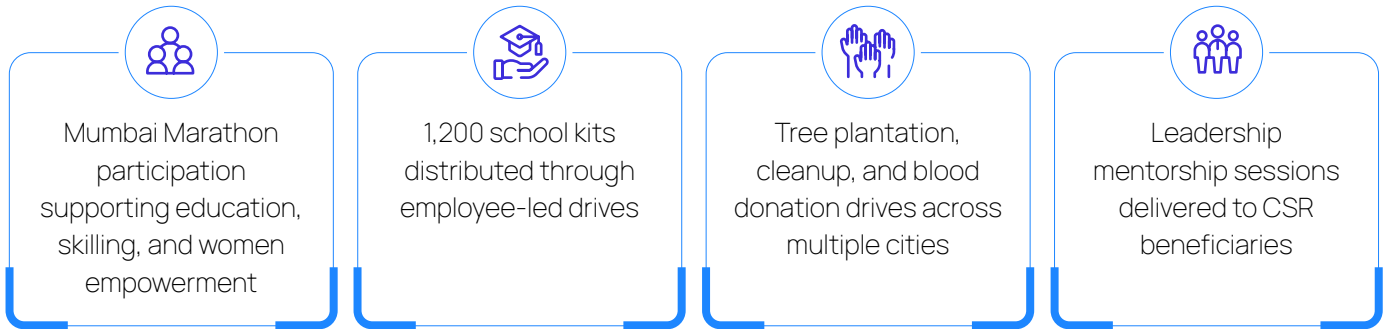 Mumbai Marathon
participation
supporting education,
skilling, and women
empowerment
1,200 school kits
distributed through
employee-led drives
Tree plantation,
cleanup, and blood
donation drives across
multiple cities
Leadership
mentorship sessions
delivered to CSR
beneficiaries